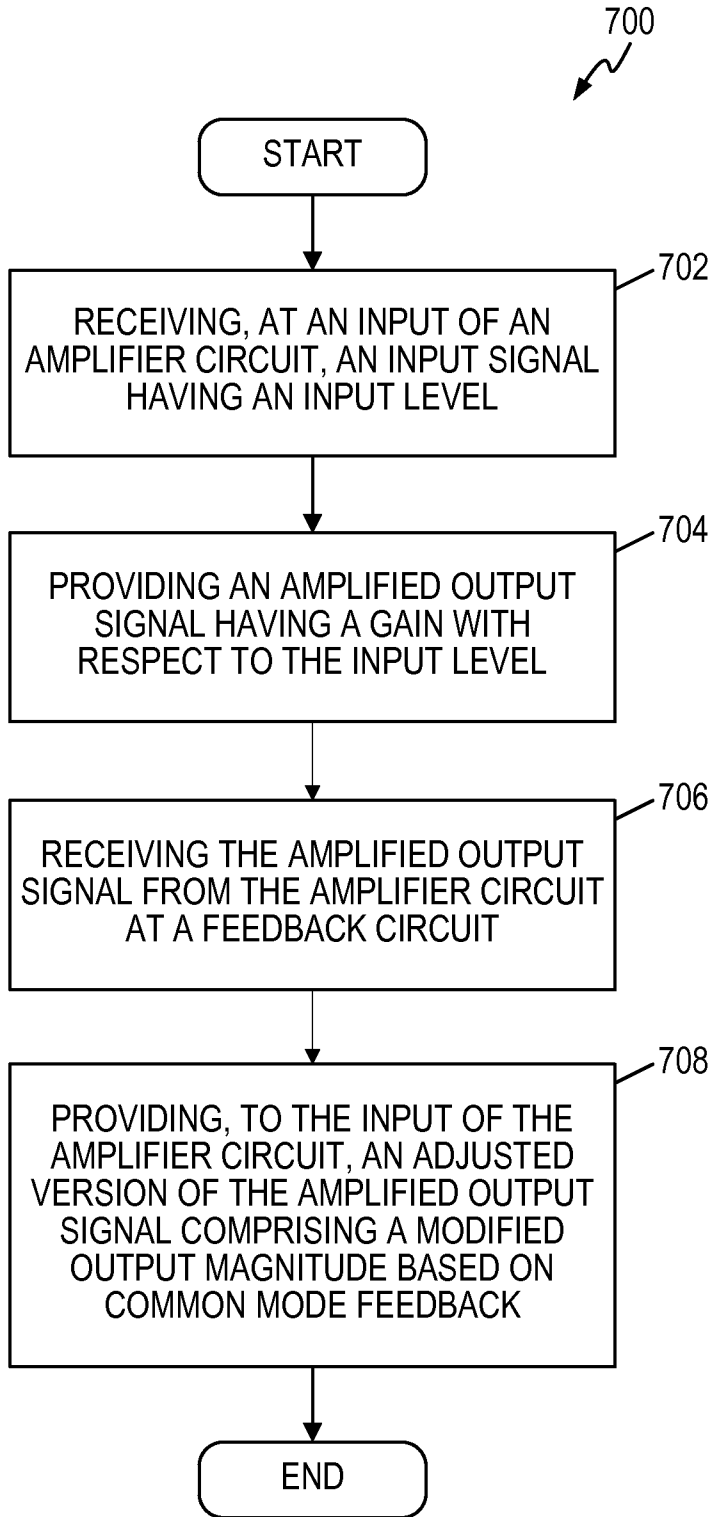 700
START
702
RECEIVING, AT AN INPUT OF AN
AMPLIFIER CIRCUIT, AN INPUT SIGNAL
HAVING AN INPUT LEVEL
704
PROVIDING AN AMPLIFIED OUTPUT
SIGNAL HAVING A GAIN WITH
RESPECT TO THE INPUT LEVEL
706
RECEIVING THE AMPLIFIED OUTPUT
SIGNAL FROM THE AMPLIFIER CIRCUIT
AT A FEEDBACK CIRCUIT
708
PROVIDING, TO THE INPUT OF THE
AMPLIFIER CIRCUIT, AN ADJUSTED
VERSION OF THE AMPLIFIED OUTPUT
SIGNAL COMPRISING A MODIFIED
OUTPUT MAGNITUDE BASED ON
COMMON MODE FEEDBACK
END